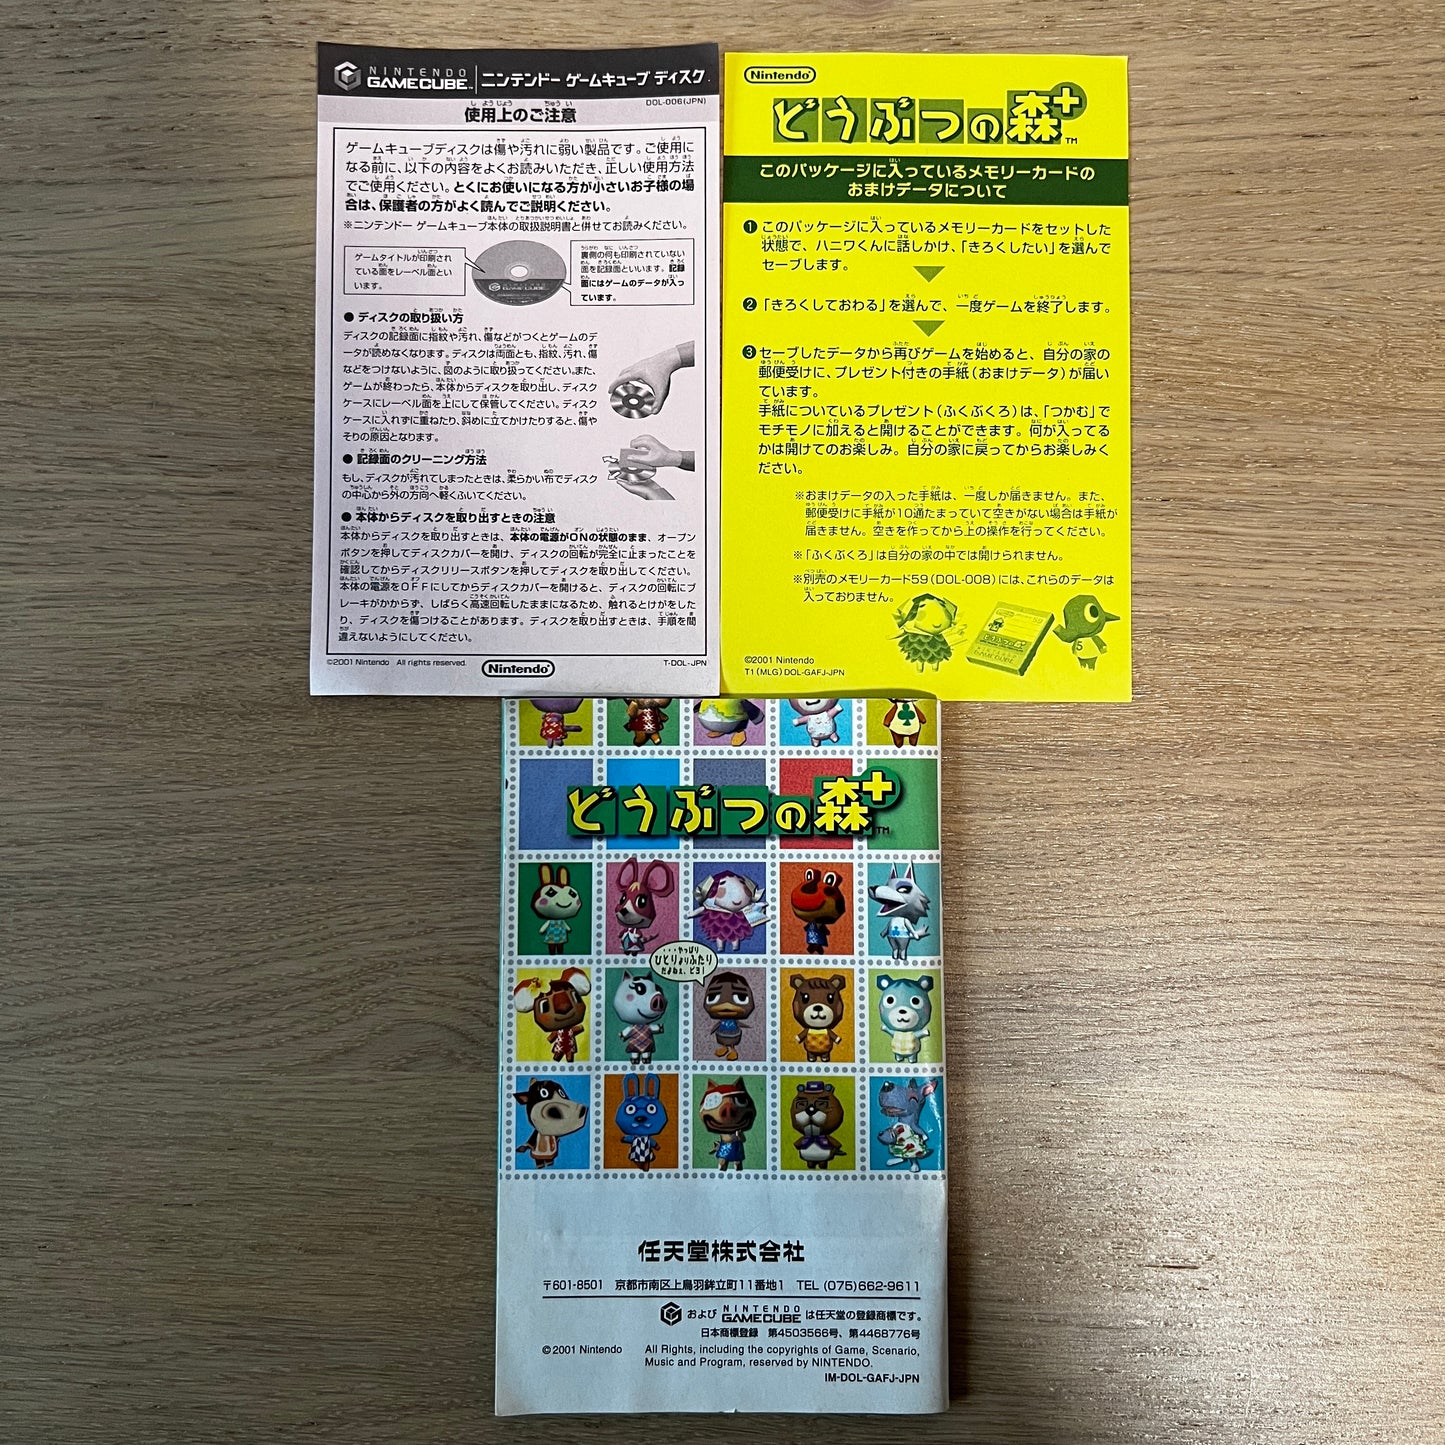 NINTENDO GAMECUBE™ ニンテンドー ゲームキューブ ディスク
DOL-006(JPN)
使用上のご注意
ゲームキューブディスクは傷や汚れに弱い製品です。ご使用に
なる前に、以下の内容をよくお読みいただき、正しい使用方法
でご使用ください。とくにお使いになる方が小さいお子様の場
合は、保護者の方がよく読んでご説明ください。
※ニンテンドー ゲームキューブ本体の取扱説明書と併せてお読みください。
ゲームタイトルが印刷され
ている面をレーベル面とい
います。
裏側の何も印刷されていない
面を記録面といいます。記録
面にはゲームのデータが入っ
ています。
● ディスクの取り扱い方
ディスクの記録面に指紋や汚れ、傷などがつくとゲームのデ
ータが読めなくなります。ディスクは両面とも、指紋、汚れ、傷
などをつけないように、図のように取り扱ってください。また、
ゲームが終わったら、本体からディスクを取り出し、ディスク
ケースにレーベル面を上にして保管してください。ディスク
ケースに入れずに重ねたり、斜めに立てかけたりすると、傷や
そりの原因となります。
● 記録面のクリーニング方法
もし、ディスクが汚れてしまったときは、柔らかい布でディスク
の中心から外の方向へ軽くふいてください。
● 本体からディスクを取り出すときの注意
本体からディスクを取り出すときは、本体の電源がONの状態のまま、オープン
ボタンを押してディスクカバーを開け、ディスクの回転が完全に止まったことを
確認してからディスクリリースボタンを押してディスクを取り出してください。
本体の電源をOFFにしてからディスクカバーを開けると、ディスクの回転にブ
レーキがかからず、しばらく高速回転したままになるため、触れるとけがをした
り、ディスクを傷つけることがあります。ディスクを取り出すときは、手順を間
違えないようにしてください。
©2001 Nintendo All rights reserved.
Nintendo®
T-DOL-JPN
Nintendo®
どうぶつの森+™
このパッケージに入っているメモリーカードの
おまけデータについて
❶ このパッケージに入っているメモリーカードをセットした
状態で、ハニワくんに話しかけ、「きろくしたい」を選んで
セーブします。
❷ 「きろくしておわる」を選んで、一度ゲームを終了します。
❸ セーブしたデータから再びゲームを始めると、自分の家の
郵便受けに、プレゼント付きの手紙(おまけデータ)が届い
ています。
手紙についているプレゼント(ふくぶくろ)は、「つかむ」で
モチモノに加えると開けることができます。何が入ってる
かは開けてのお楽しみ。自分の家に戻ってからお楽しみく
ださい。
※おまけデータの入った手紙は、一度しか届きません。また、
郵便受けに手紙が10通たまっていて空きがない場合は手紙が
届きません。空きを作ってから上の操作を行ってください。
※「ふくぶくろ」は自分の家の中では開けられません。
※別売のメモリーカード59(DOL-008)には、これらのデータは
入っておりません。
©2001 Nintendo
T1(MLG)DOL-GAFJ-JPN
どうぶつの森+™
・・・やっぱり
ひとりよりふたり
だよねぇ、どろ!
任天堂株式会社
〒601-8501 京都市南区上鳥羽鉾立町11番地1 TEL (075)662-9611
および NINTENDO GAMECUBE は任天堂の登録商標です。
日本商標登録 第4503566号、第4468776号
©2001 Nintendo All Rights, including the copyrights of Game, Scenario,
Music and Program, reserved by NINTENDO.
IM-DOL-GAFJ-JPN